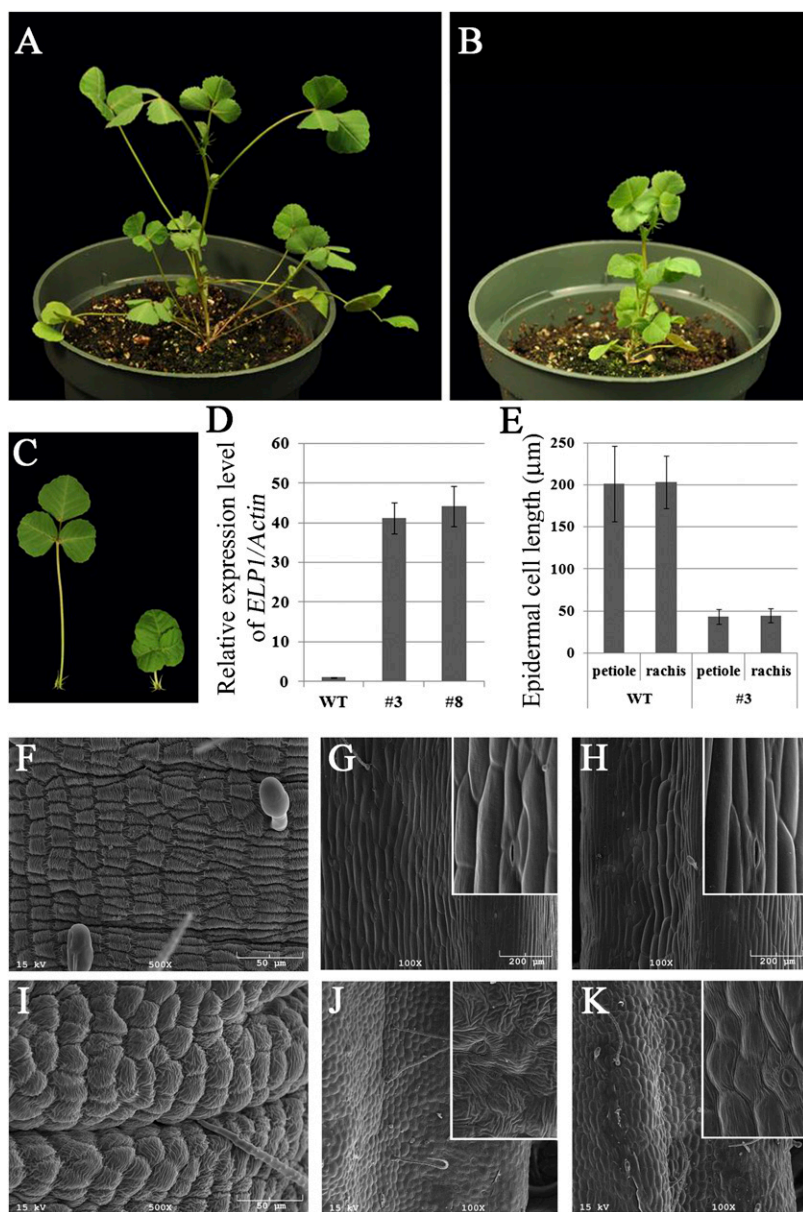 A
B
C
D
Relative expression level
of ELP1/Actin
60
50
40
30
20
10
0
WT
#3
#8
E
Epidermal cell length (µm)
250
200
150
100
50
0
petiole
rachis
petiole
rachis
WT
#3
F
15 kV
500X
50 µm
G
100X
200 µm
H
100X
200 µm
I
15 kV
500X
50 µm
J
15 kV
100X
K
15 kV
100X